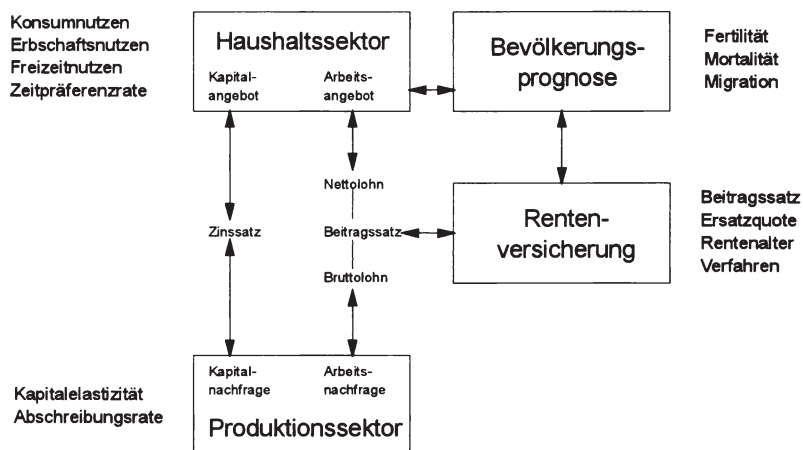 Konsumnutzen
Erbschaftsnutzen
Freizeitnutzen
Zeitpräferenzrate
Haushaltssektor
Kapital-
angebot
Arbeits-
angebot
Bevölkerungs-
prognose
Fertilität
Mortalität
Migration
Nettolohn
Zinssatz
Beitragssatz
Bruttolohn
Renten-
versicherung
Beitragssatz
Ersatzquote
Rentenalter
Verfahren
Kapitalelastizität
Abschreibungsrate
Kapital-
nachfrage
Arbeits-
nachfrage
Produktionssektor